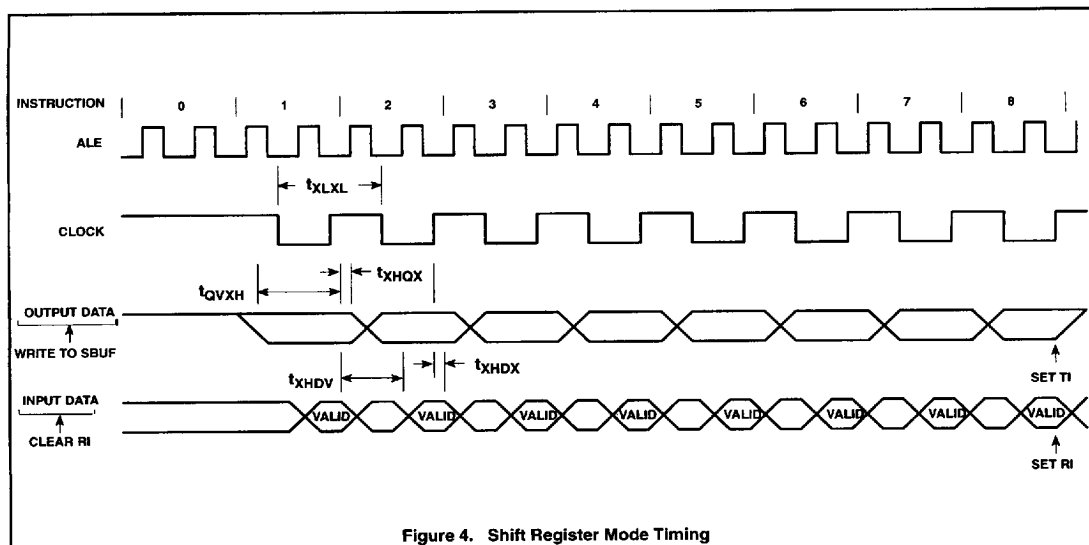 INSTRUCTION 0 1 2 3 4 5 6 7 8
ALE
tXLXL
CLOCK
tXHQX
tQVXH
OUTPUT DATA
WRITE TO SBUF
tXHDX
SET TI
tXHDV
INPUT DATA
VALID VALID VALID VALID VALID VALID VALID VALID
CLEAR RI
SET RI
Figure 4. Shift Register Mode Timing